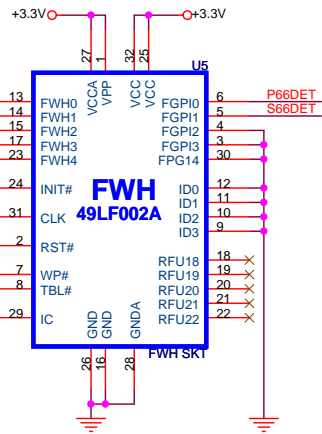 +3.3V
+3.3V
27
1
32
25
U5
VCCA
VPP
VCC
VCC
13
FWH0
FGPI0
6
P66DET
14
FWH1
FGPI1
5
S66DET
15
FWH2
FGPI2
4
17
FWH3
FGPI3
3
23
FWH4
FPG14
30
24
INIT#
FWH
ID0
12
ID1
11
31
CLK
49LF002A
ID2
10
ID3
9
2
RST#
RFU18
18
7
WP#
RFU19
19
8
TBL#
RFU20
20
RFU21
21
29
IC
RFU22
22
GND
GND
GNDA
FWH SKT
26
16
28